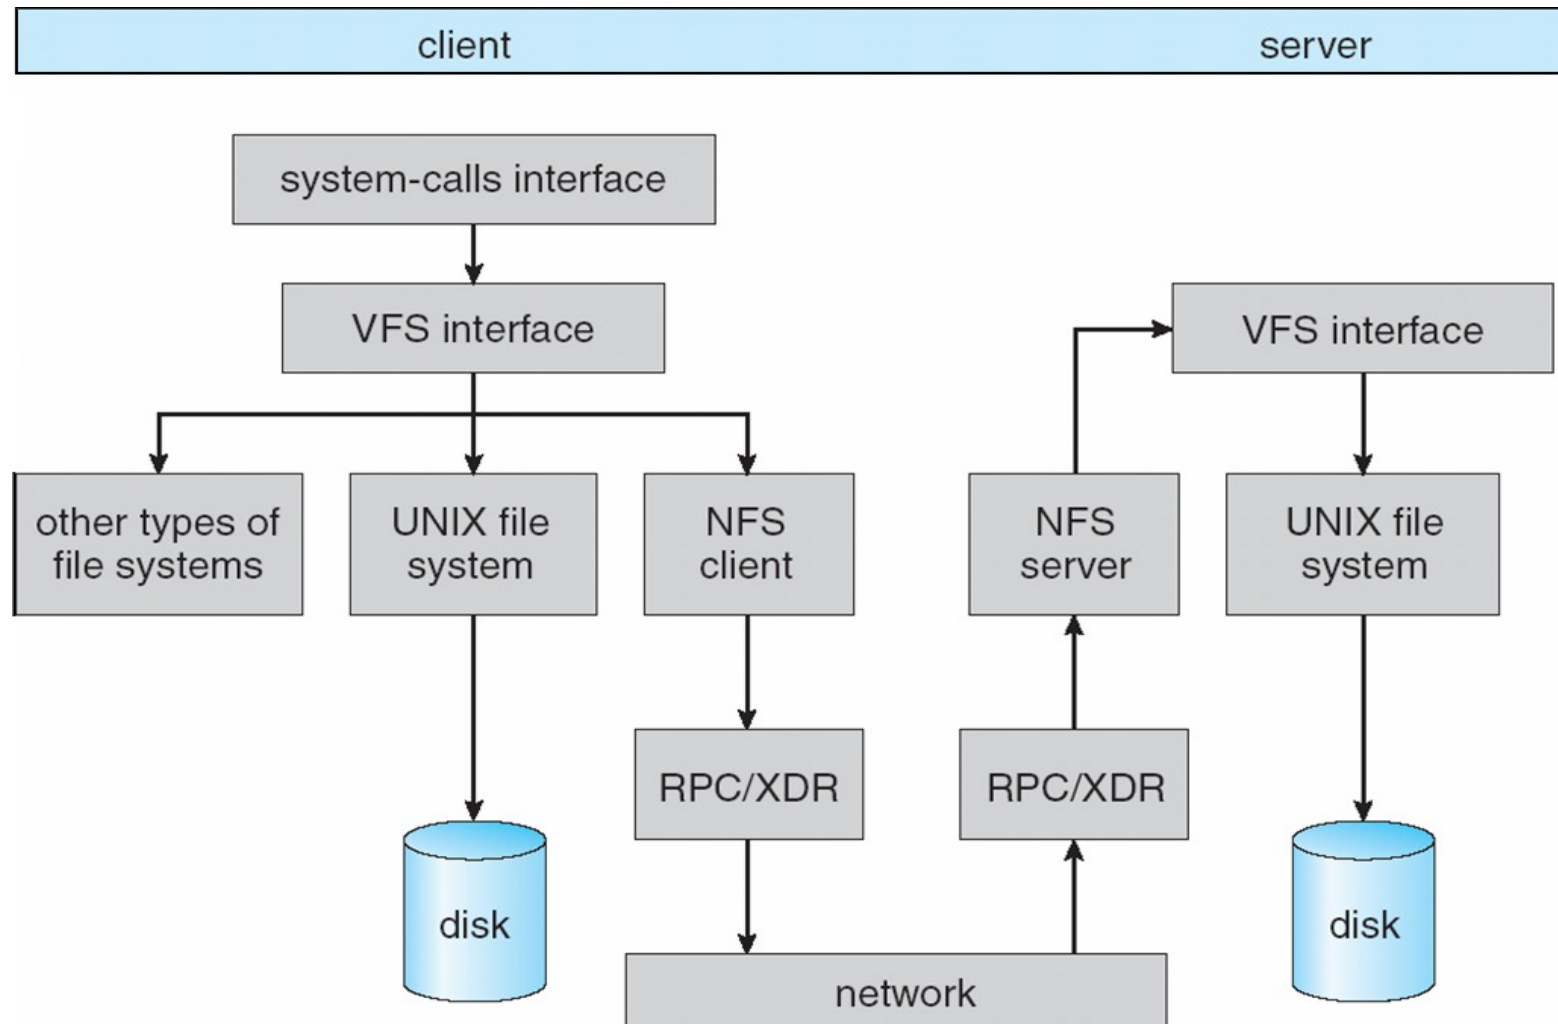 client
server
system-calls interface
VFS interface
VFS interface
other types of
file systems
UNIX file
system
NFS
client
NFS
server
UNIX file
system
RPC/XDR
RPC/XDR
disk
disk
network